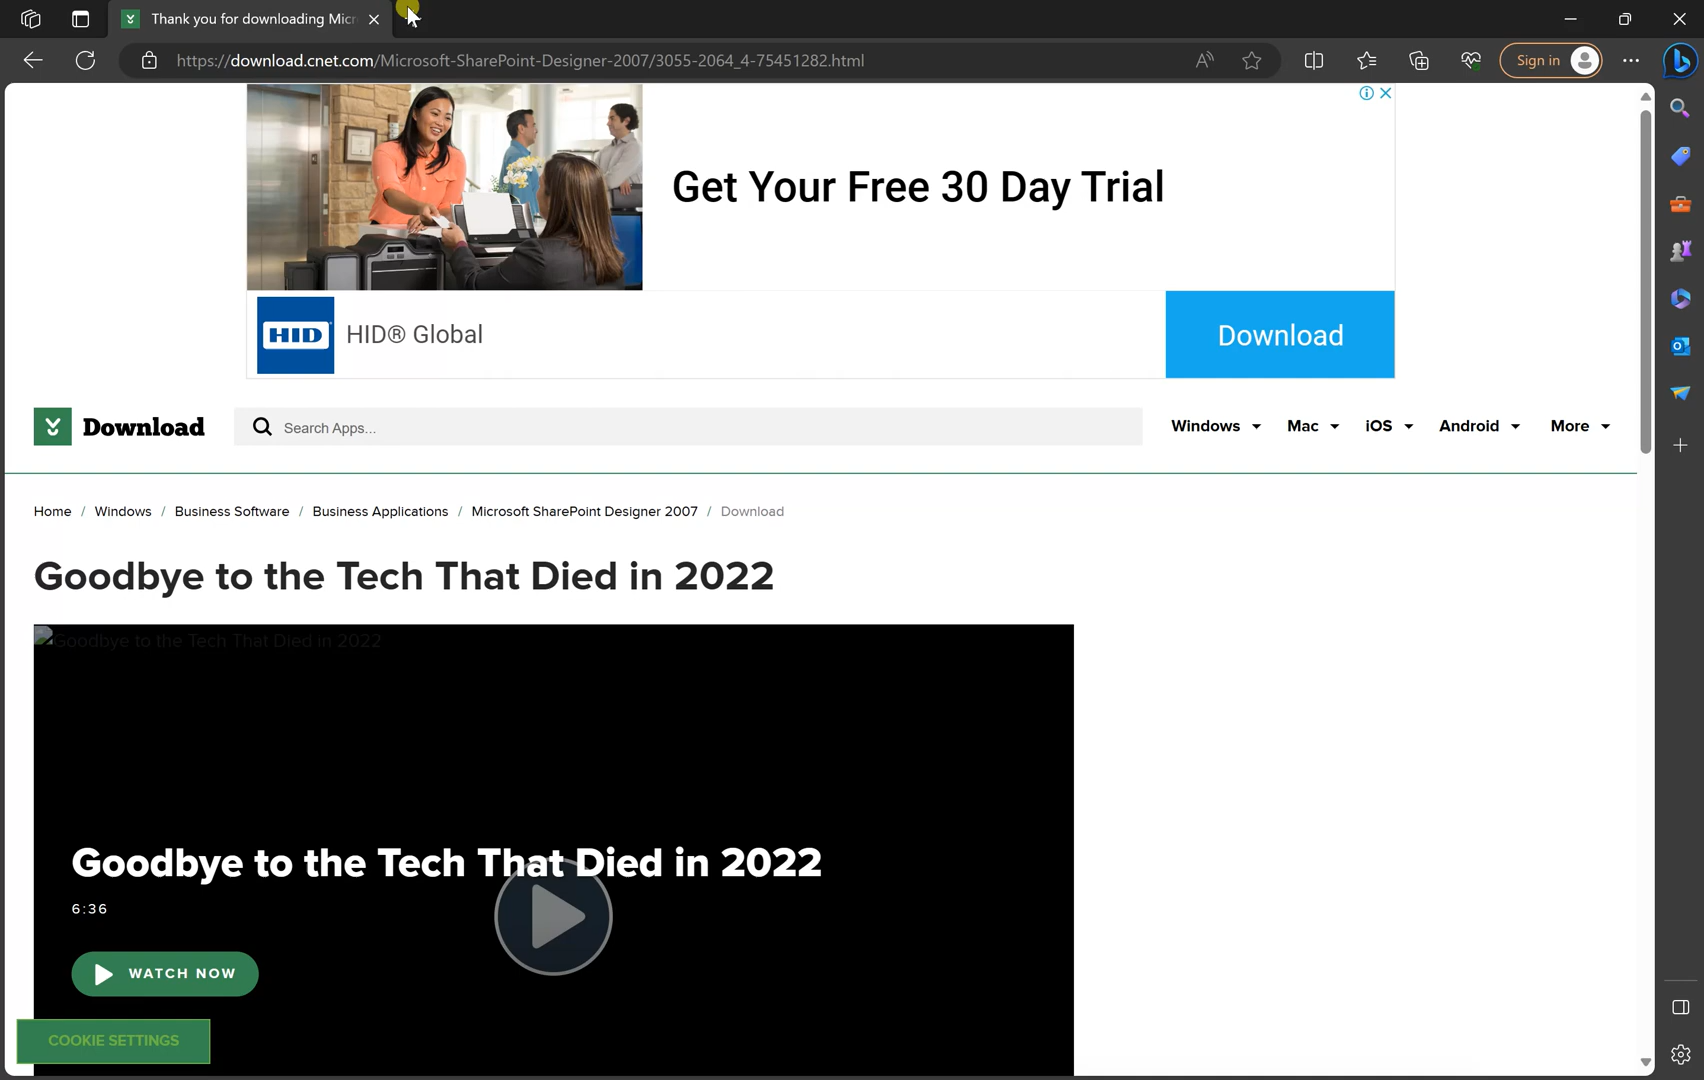 Thank you for downloading Micr
https://download.cnet.com/Microsoft-SharePoint-Designer-2007/3055-2064_4-75451282.html
A
Sign in
Get Your Free 30 Day Trial
HID
HID® Global
Download
Download
Search Apps...
Windows
Mac
iOS
Android
More
Home / Windows / Business Software / Business Applications / Microsoft SharePoint Designer 2007 / Download
Goodbye to the Tech That Died in 2022
Goodbye to the Tech That Died in 2022
Goodbye to the Tech That Died in 2022
6:36
WATCH NOW
COOKIE SETTINGS